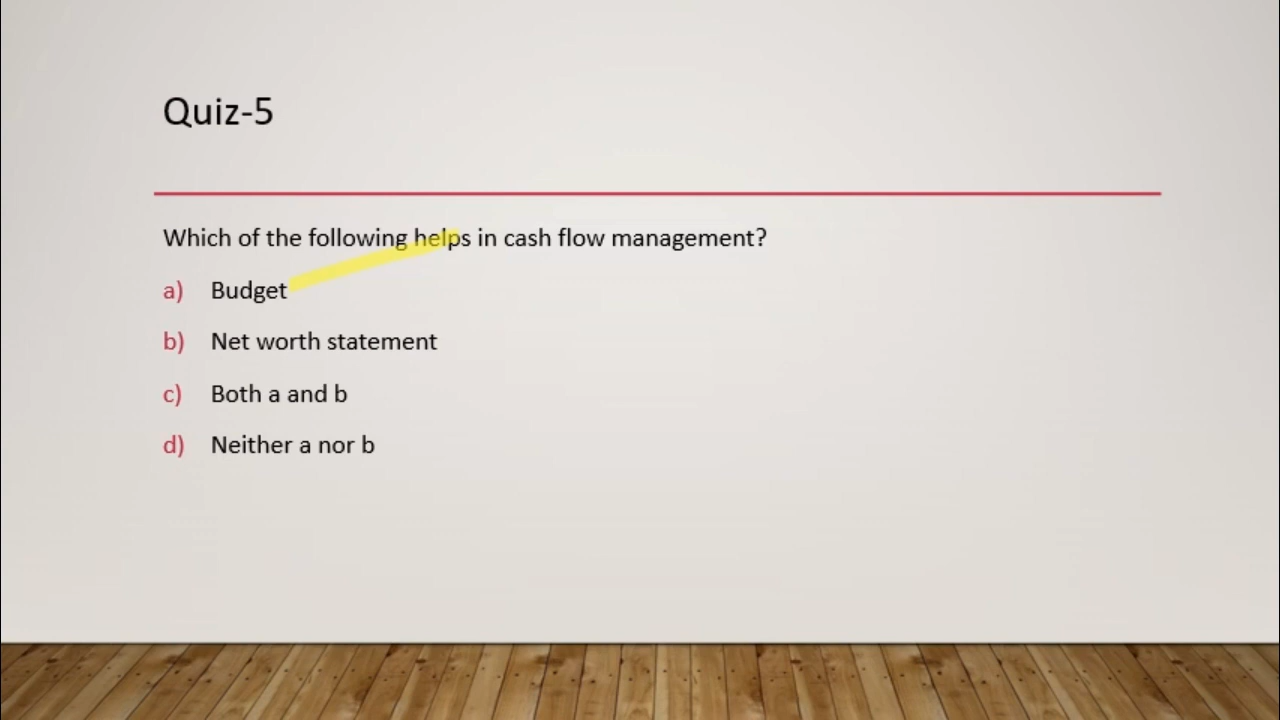 Quiz-5
Which of the following helps in cash flow management?
a) Budget
b) Net worth statement
c) Both a and b
d) Neither a nor b